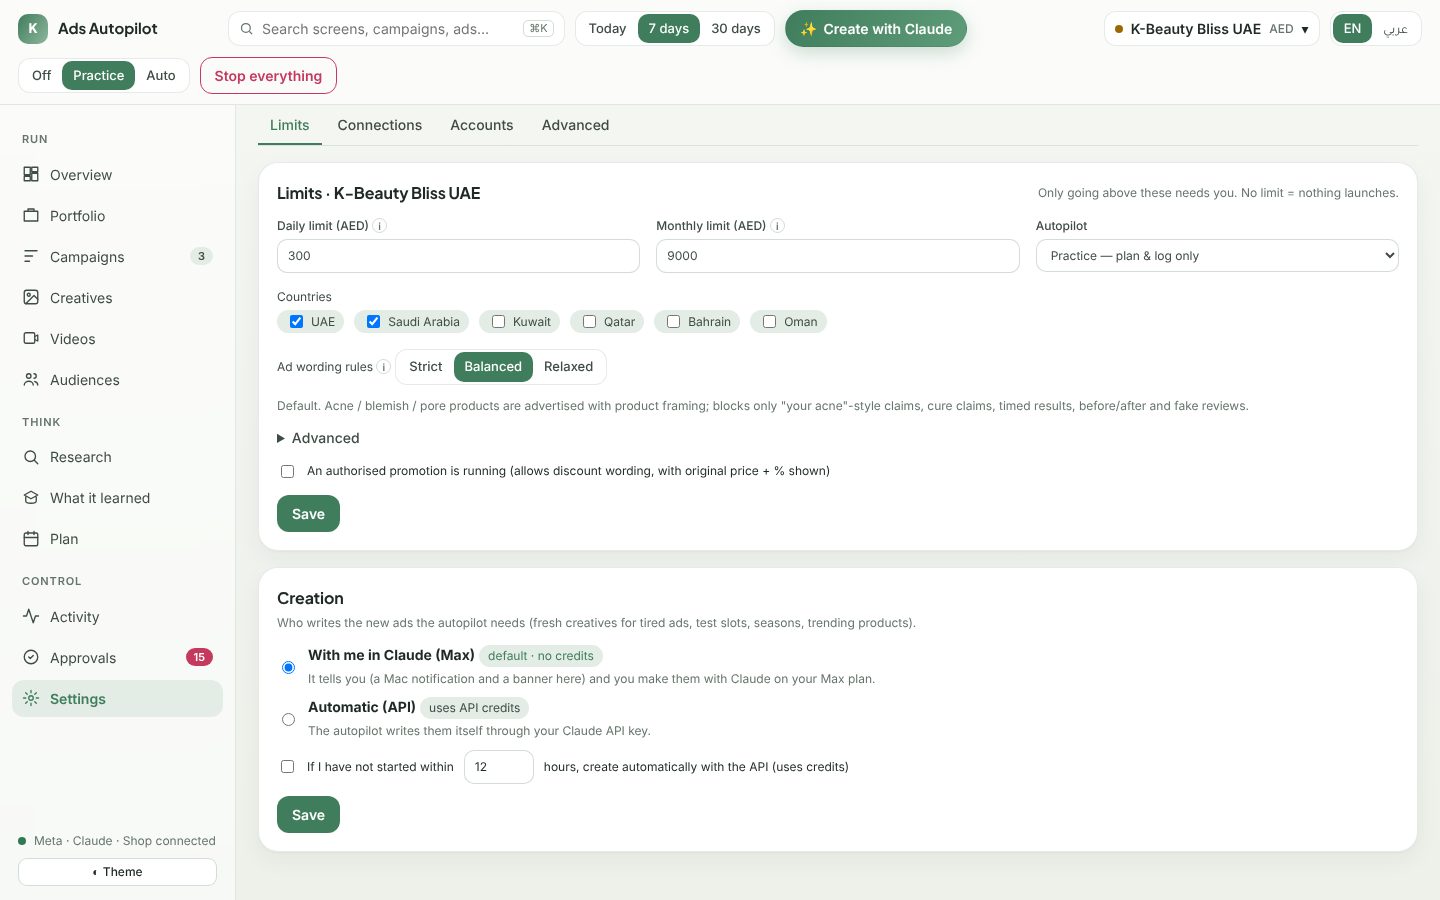 K Ads Autopilot
Search screens, campaigns, ads... ⌘K
Today 7 days 30 days
✨ Create with Claude
K-Beauty Bliss UAE AED ▾
EN عربي
Off Practice Auto
Stop everything
RUN
Overview
Portfolio
Campaigns 3
Creatives
Videos
Audiences
THINK
Research
What it learned
Plan
CONTROL
Activity
Approvals 15
Settings
Meta · Claude · Shop connected
Theme
Limits Connections Accounts Advanced
Limits · K-Beauty Bliss UAE
Only going above these needs you. No limit = nothing launches.
Daily limit (AED) i
300
Monthly limit (AED) i
9000
Autopilot
Practice — plan & log only
Countries
UAE Saudi Arabia Kuwait Qatar Bahrain Oman
Ad wording rules i Strict Balanced Relaxed
Default. Acne / blemish / pore products are advertised with product framing; blocks only "your acne"-style claims, cure claims, timed results, before/after and fake reviews.
▶ Advanced
An authorised promotion is running (allows discount wording, with original price + % shown)
Save
Creation
Who writes the new ads the autopilot needs (fresh creatives for tired ads, test slots, seasons, trending products).
With me in Claude (Max) default · no credits
It tells you (a Mac notification and a banner here) and you make them with Claude on your Max plan.
Automatic (API) uses API credits
The autopilot writes them itself through your Claude API key.
If I have not started within 12 hours, create automatically with the API (uses credits)
Save